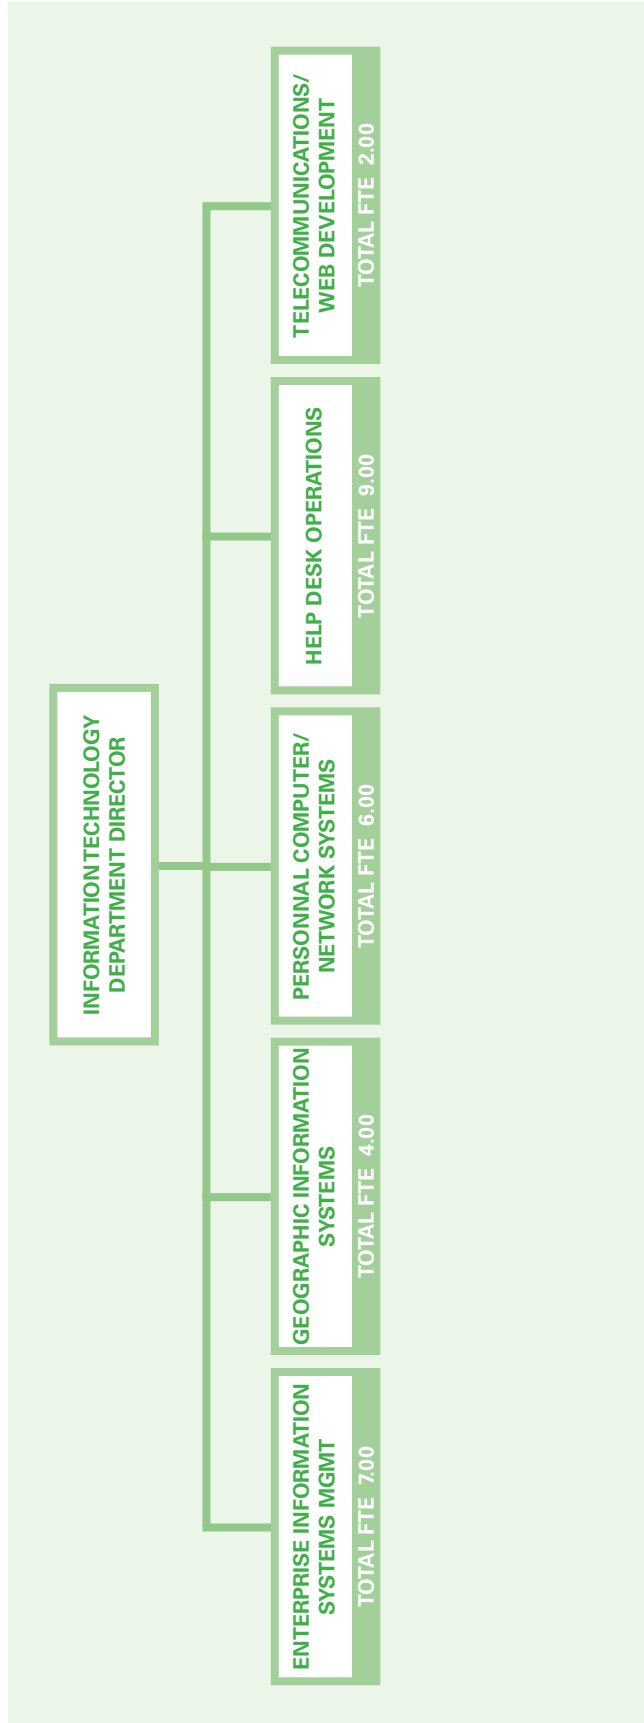 INFORMATION TECHNOLOGY
DEPARTMENT DIRECTOR
ENTERPRISE INFORMATION
SYSTEMS MGMT
TOTAL FTE 7.00
GEOGRAPHIC INFORMATION
SYSTEMS
TOTAL FTE 4.00
PERSONNAL COMPUTER/
NETWORK SYSTEMS
TOTAL FTE 6.00
HELP DESK OPERATIONS
TOTAL FTE 9.00
TELECOMMUNICATIONS/
WEB DEVELOPMENT
TOTAL FTE 2.00